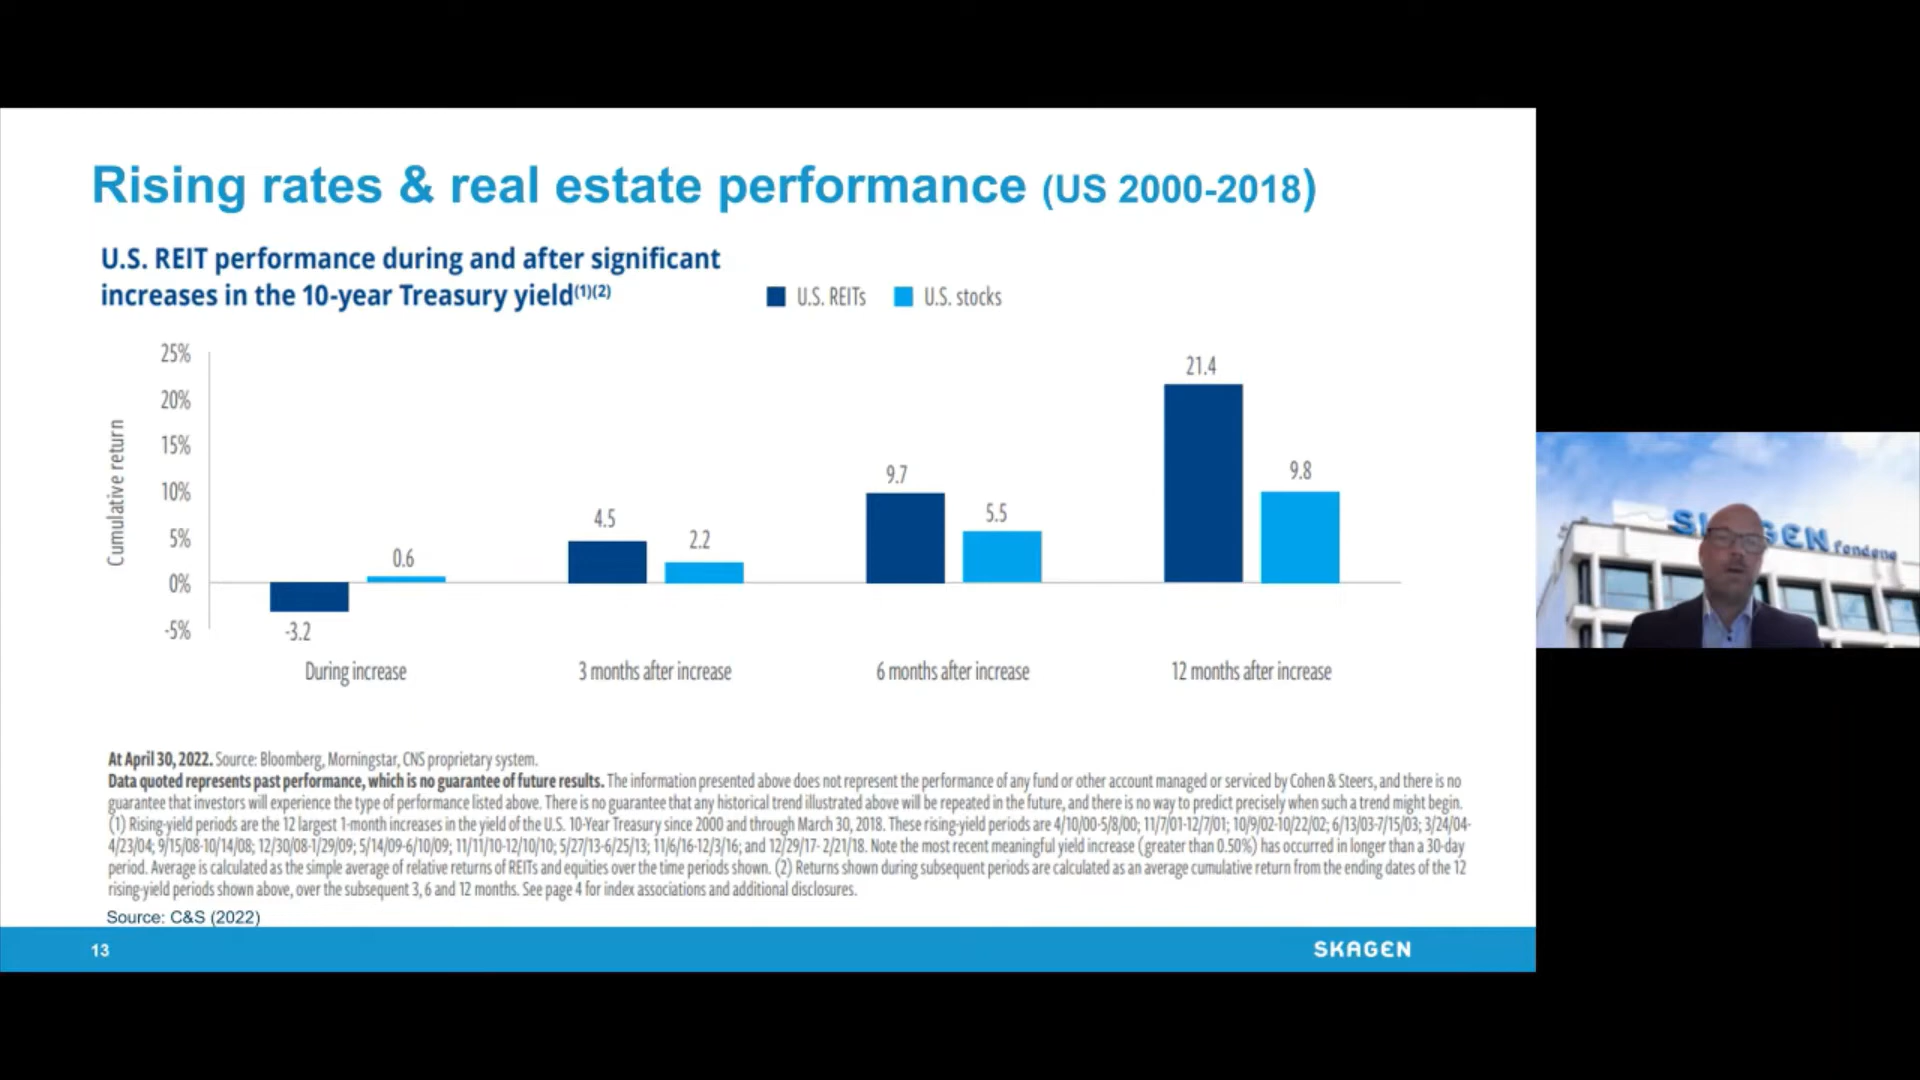 Rising rates & real estate performance (US 2000-2018)
U.S. REIT performance during and after significant
increases in the 10-year Treasury yield(1)(2)
U.S. REITs
U.S. stocks
Cumulative return
25%
20%
15%
10%
5%
0%
-5%
-3.2
0.6
4.5
2.2
9.7
5.5
21.4
9.8
During increase
3 months after increase
6 months after increase
12 months after increase
At April 30, 2022. Source: Bloomberg, Morningstar, CNS proprietary system.
Data quoted represents past performance, which is no guarantee of future results. The information presented above does not represent the performance of any fund or other account managed or serviced by Cohen & Steers, and there is no
guarantee that investors will experience the type of performance listed above. There is no guarantee that any historical trend illustrated above will be repeated in the future, and there is no way to predict precisely when such a trend might begin.
(1) Rising-yield periods are the 12 largest 1-month increases in the yield of the U.S. 10-Year Treasury since 2000 and through March 30, 2018. These rising-yield periods are 4/10/00-5/8/00; 11/7/01-12/7/01; 10/9/02-10/22/02; 6/13/03-7/15/03; 3/24/04-
4/23/04; 9/15/08-10/14/08; 12/30/08-1/29/09; 5/14/09-6/10/09; 11/11/10-12/10/10; 5/27/13-6/25/13; 11/6/16-12/3/16; and 12/29/17- 2/21/18. Note the most recent meaningful yield increase (greater than 0.50%) has occurred in longer than a 30-day
period. Average is calculated as the simple average of relative returns of REITs and equities over the time periods shown. (2) Returns shown during subsequent periods are calculated as an average cumulative return from the ending dates of the 12
rising-yield periods shown above, over the subsequent 3, 6 and 12 months. See page 4 for index associations and additional disclosures.
Source: C&S (2022)
13
SKAGEN
fondene